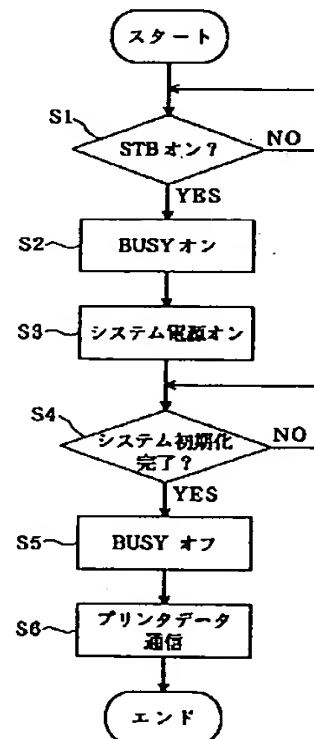 スタート
S1
STBオン?
NO
YES
S2
BUSYオン
S3
システム電源オン
S4
システム初期化
完了?
NO
YES
S5
BUSY オフ
S6
プリンタデータ
通信
エンド